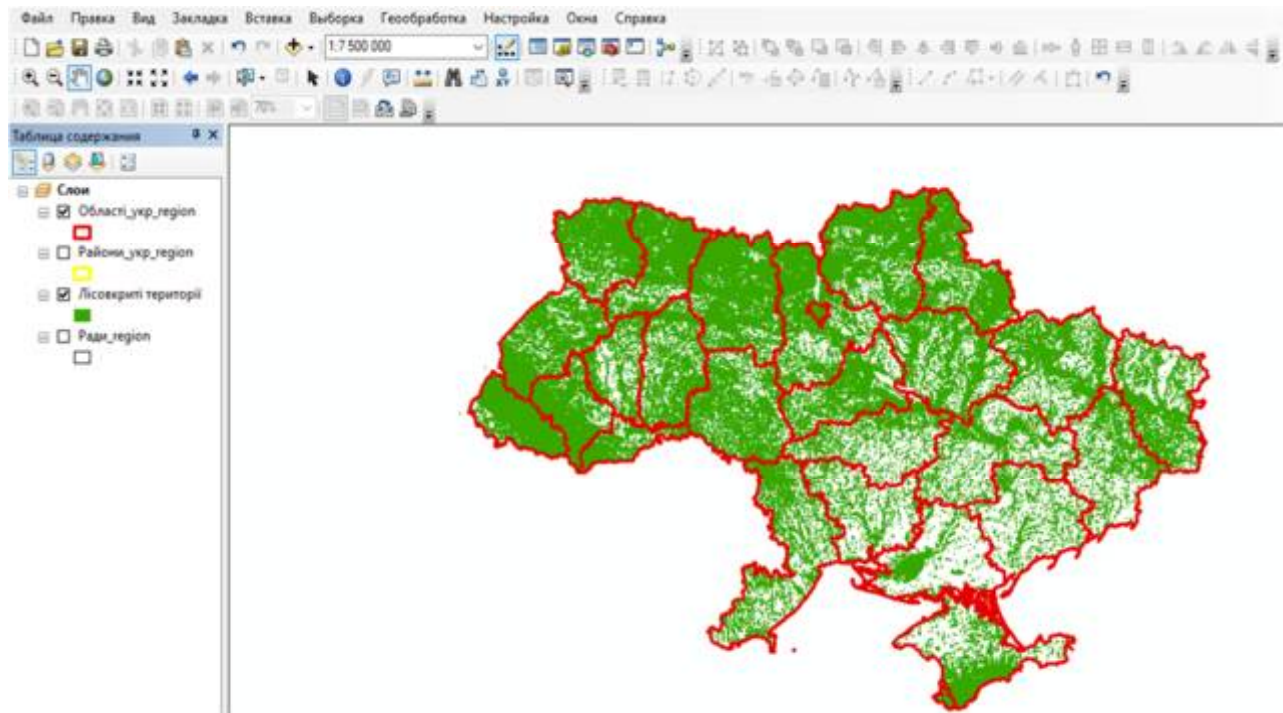 Файл Правка Вид Закладка Вставка Выборка Геообработка Настройка Окна Справка
1:7 500 000
70%
Таблица содержания
Слои
Області_укр_region
Райони_укр_region
Лісовкриті території
Ради_region